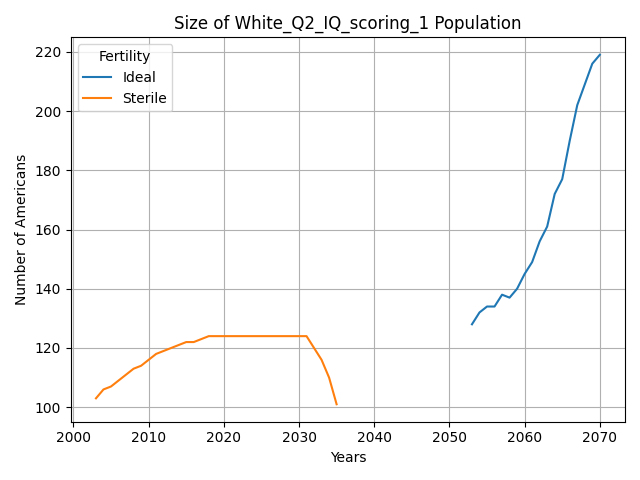 Size of White_Q2_IQ_scoring_1 Population
Number of Americans
220
200
180
160
140
120
100
Fertility
Ideal
Sterile
2000 2010 2020 2030 2040 2050 2060 2070
Years